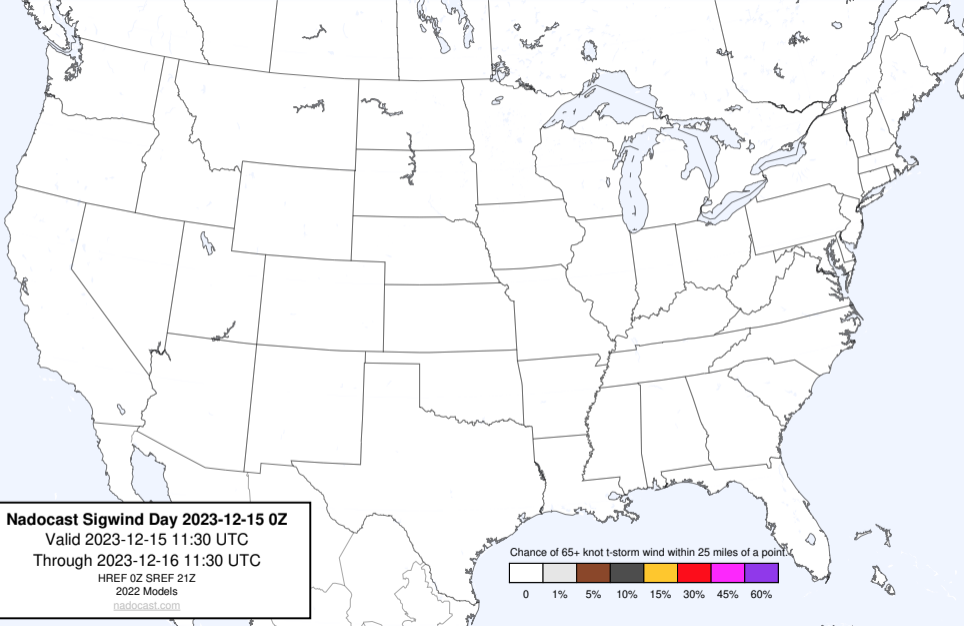 Nadocast Sigwind Day 2023-12-15 0Z
Valid 2023-12-15 11:30 UTC
Through 2023-12-16 11:30 UTC
HREF 0Z SREF 21Z
2022 Models
nadocast.com
Chance of 65+ knot t-storm wind within 25 miles of a point.
0 1% 5% 10% 15% 30% 45% 60%